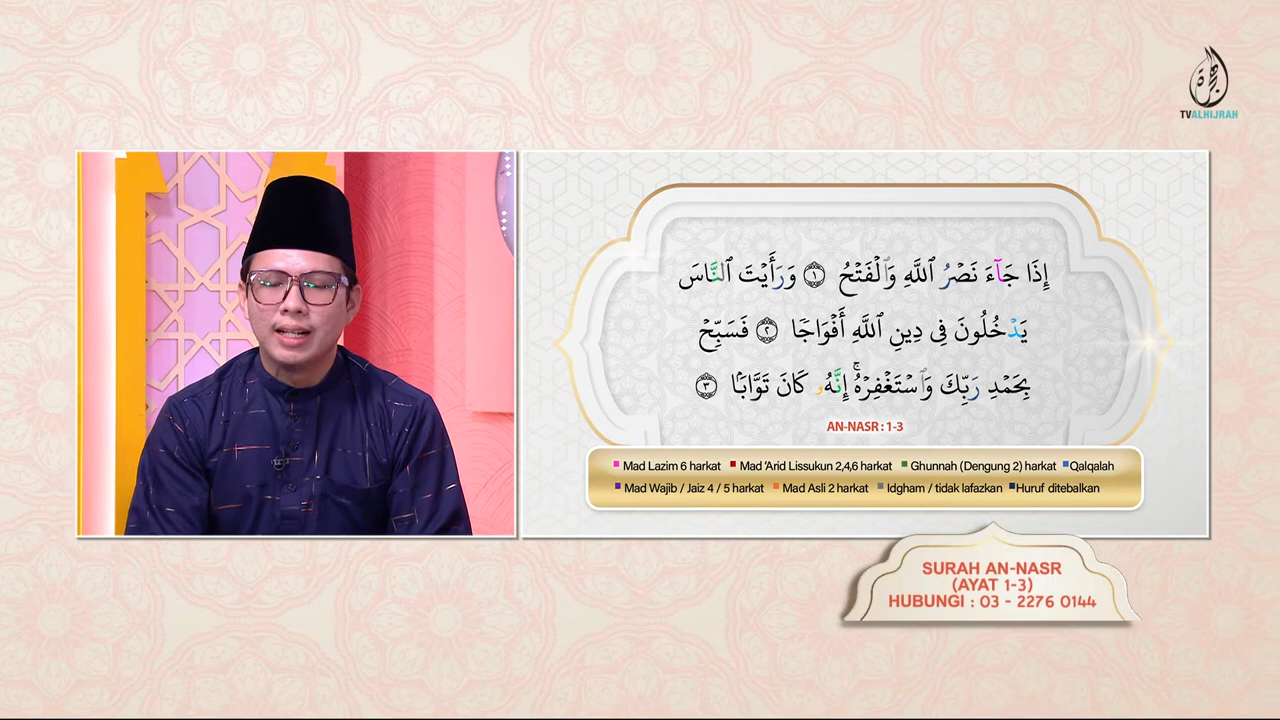 الهجرة
TVALHIJRAH
إِذَا جَآءَ نَصْرُ ٱللَّهِ وَٱلْفَتْحُ ١ وَرَأَيْتَ ٱلنَّاسَ
يَدْخُلُونَ فِى دِينِ ٱللَّهِ أَفْوَاجًا ٢ فَسَبِّحْ
بِحَمْدِ رَبِّكَ وَٱسْتَغْفِرْهُ ۚ إِنَّهُۥ كَانَ تَوَّابًۢا ٣
AN-NASR : 1-3
Mad Lazim 6 harkat Mad ‘Arid Lissukun 2,4,6 harkat Ghunnah (Dengung 2) harkat Qalqalah
Mad Wajib / Jaiz 4 / 5 harkat Mad Asli 2 harkat Idgham / tidak lafazkan Huruf ditebalkan
SURAH AN-NASR
(AYAT 1-3)
HUBUNGI : 03 - 2276 0144